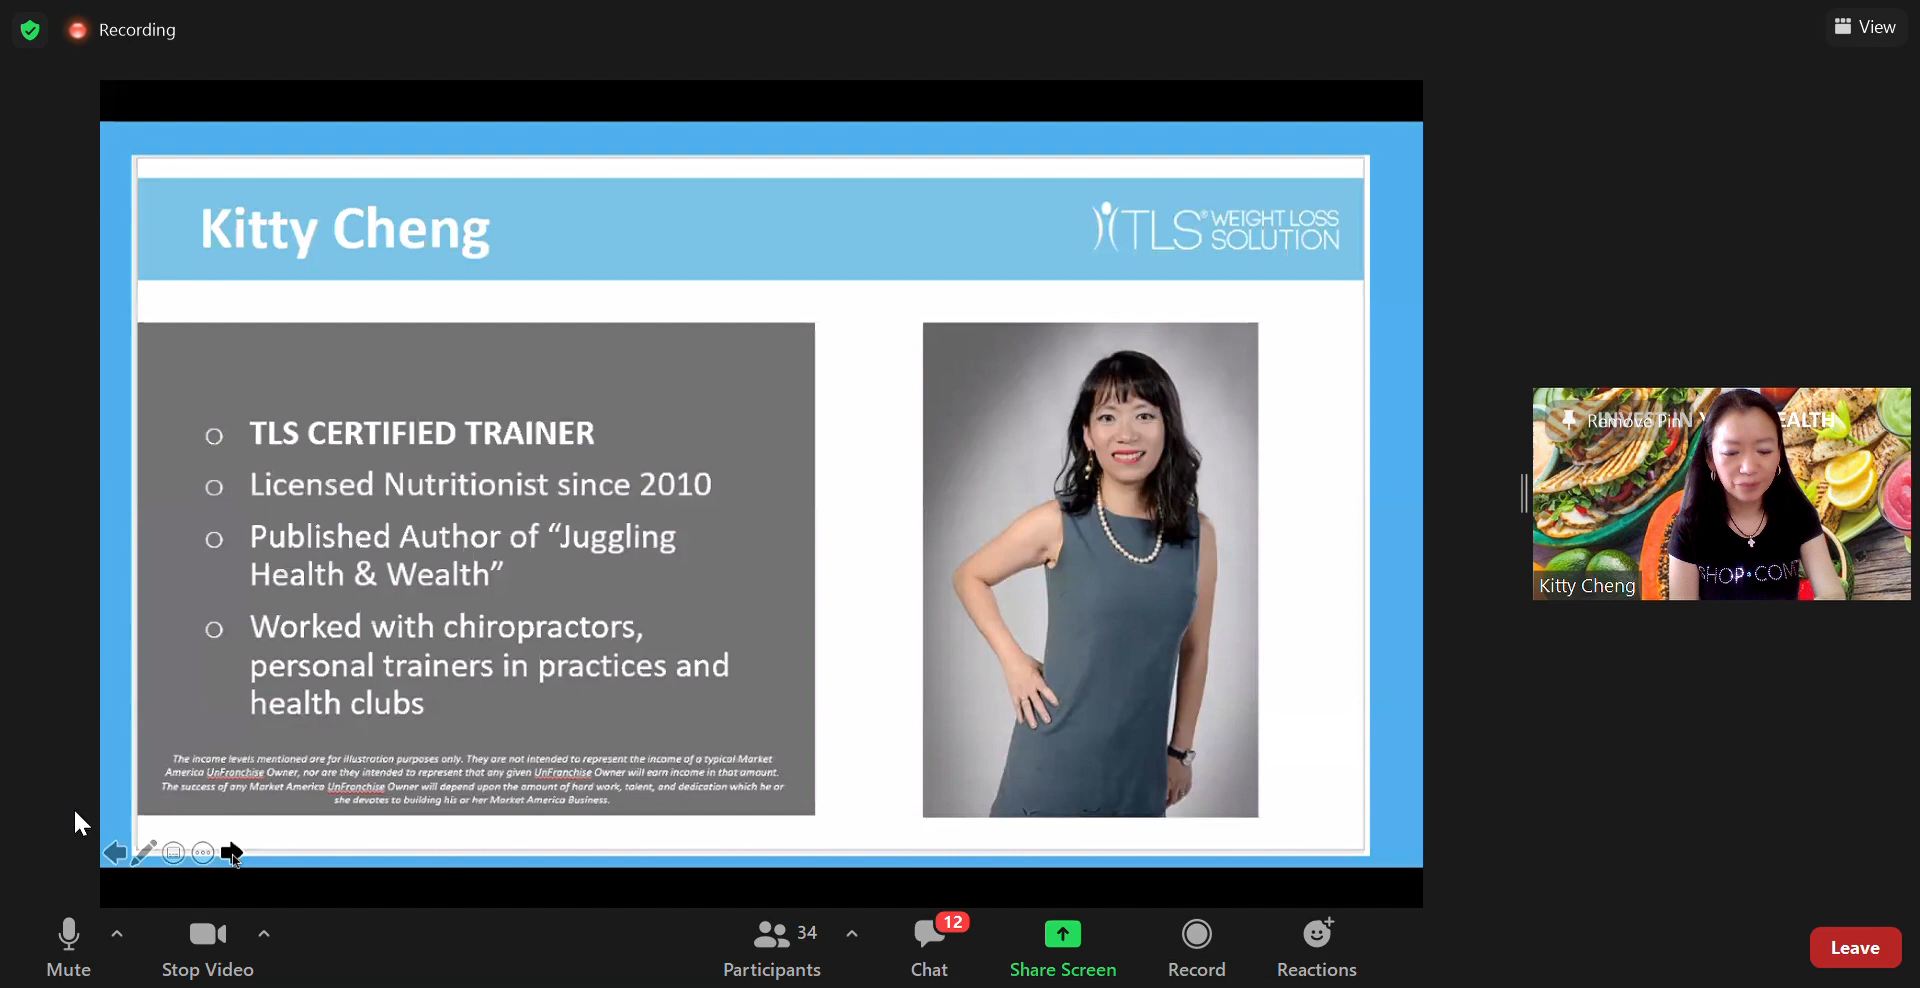 Recording
View
Kitty Cheng
TLS® WEIGHT LOSS
SOLUTION
TLS CERTIFIED TRAINER
Licensed Nutritionist since 2010
Published Author of “Juggling
Health & Wealth”
Worked with chiropractors,
personal trainers in practices and
health clubs
The income levels mentioned are for illustration purposes only. They are not intended to represent the income of a typical Market
America UnFranchise Owner, nor are they intended to represent that any given UnFranchise Owner will earn income in that amount.
The success of any Market America UnFranchise Owner will depend upon the amount of hard work, talent, and dedication which he or
she devotes to building his or her Market America Business.
Remove Pin
INVEST IN
SHOP•CON
Kitty Cheng
34
12
Mute
Stop Video
Participants
Chat
Share Screen
Record
Reactions
Leave